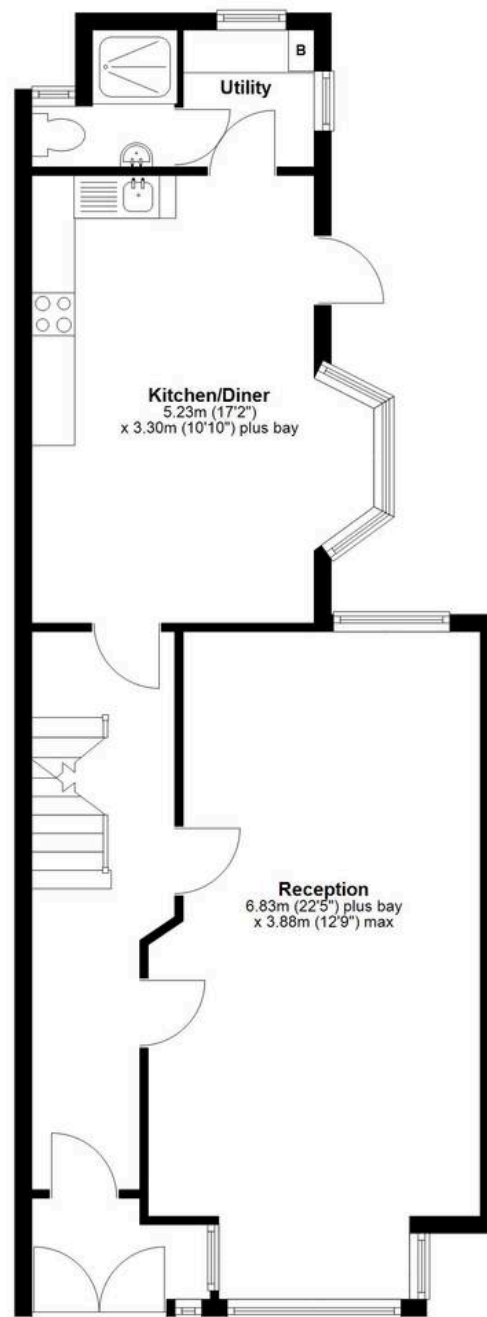 B
Utility
Kitchen/Diner
5.23m (17'2")
x 3.30m (10'10") plus bay
Reception
6.83m (22'5") plus bay
x 3.88m (12'9") max